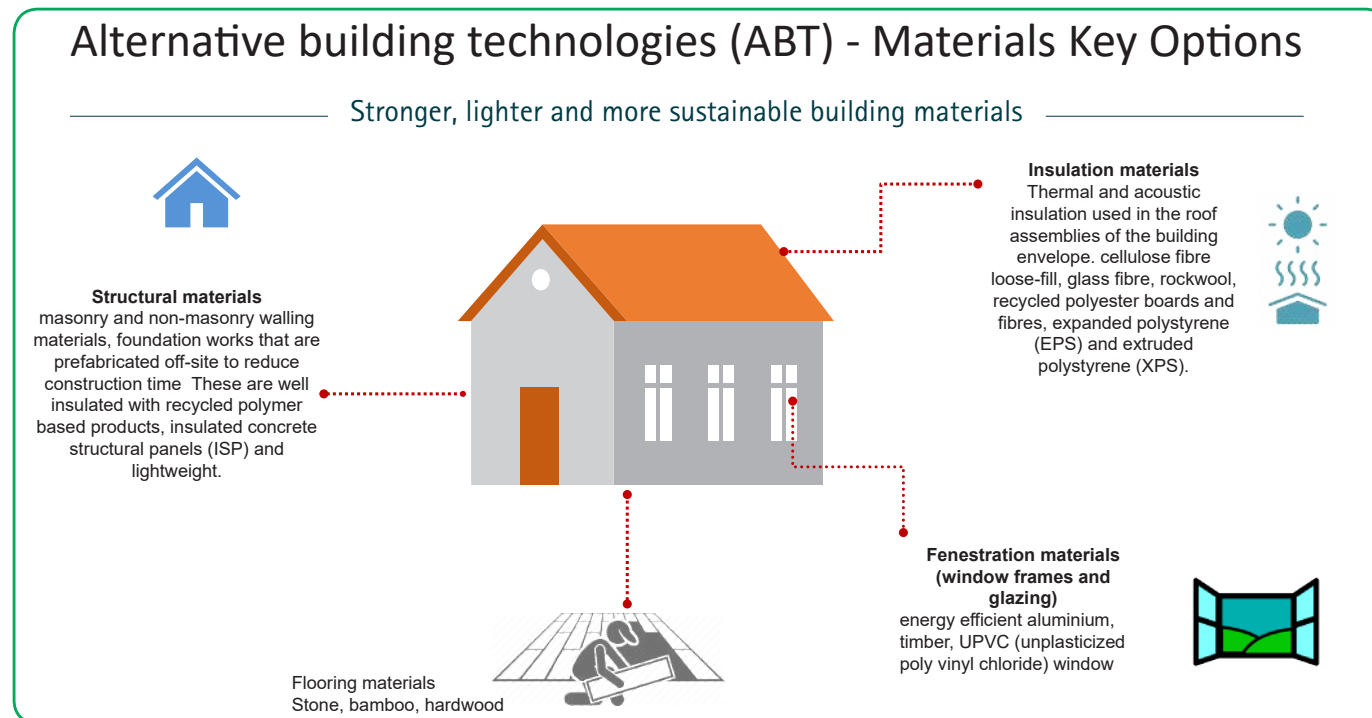 Alternative building technologies (ABT) - Materials Key Options
Stronger, lighter and more sustainable building materials
Structural materials
masonry and non-masonry walling
materials, foundation works that are
prefabricated off-site to reduce
construction time  These are well
insulated with recycled polymer
based products, insulated concrete
structural panels (ISP) and
lightweight.
Insulation materials
Thermal and acoustic
insulation used in the roof
assemblies of the building
envelope. cellulose fibre
loose-fill, glass fibre, rockwool,
recycled polyester boards and
fibres, expanded polystyrene
(EPS) and extruded
polystyrene (XPS).
Fenestration materials
(window frames and
glazing)
energy efficient aluminium,
timber, UPVC (unplasticized
poly vinyl chloride) window
Flooring materials
Stone, bamboo, hardwood